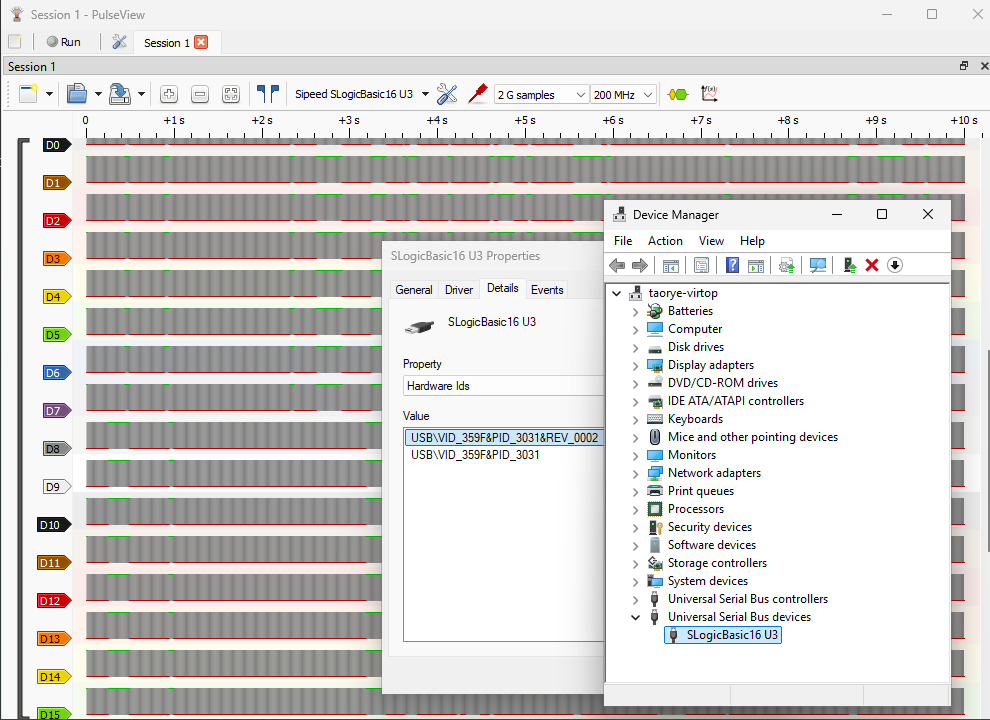 Session 1 - PulseView
Run
Session 1
Session 1
Sipeed SLogicBasic16 U3
2 G samples
200 MHz
0 +1 s +2 s +3 s +4 s +5 s +6 s +7 s +8 s +9 s +10 s
D0
D1
D2
D3
D4
D5
D6
D7
D8
D9
D10
D11
D12
D13
D14
D15
SLogicBasic16 U3 Properties
General Driver Details Events
SLogicBasic16 U3
Property
Hardware Ids
Value
USB\VID_359F&PID_3031&REV_0002
USB\VID_359F&PID_3031
Device Manager
File Action View Help
taorye-virtop
Batteries
Computer
Disk drives
Display adapters
DVD/CD-ROM drives
IDE ATA/ATAPI controllers
Keyboards
Mice and other pointing devices
Monitors
Network adapters
Print queues
Processors
Security devices
Software devices
Storage controllers
System devices
Universal Serial Bus controllers
Universal Serial Bus devices
SLogicBasic16 U3